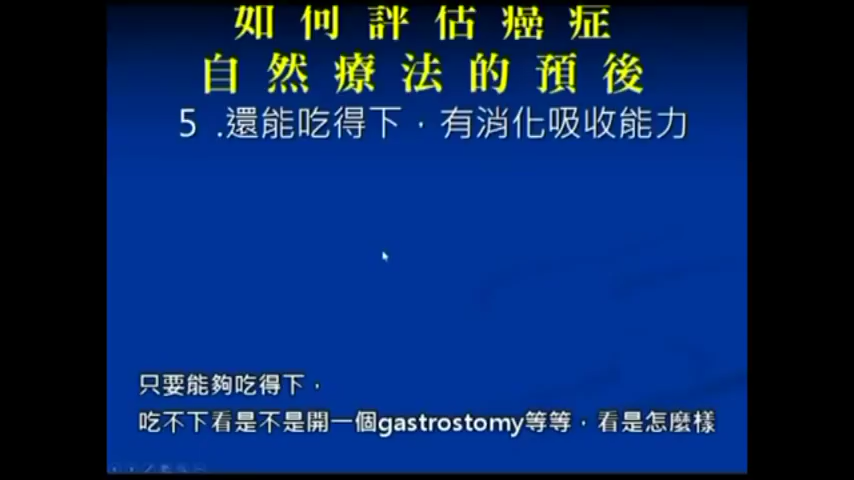 如何評估癌症
自然療法的預後
5 .還能吃得下，有消化吸收能力
只要能夠吃得下，
吃不下看是不是開一個gastrostomy等等，看是怎麼樣